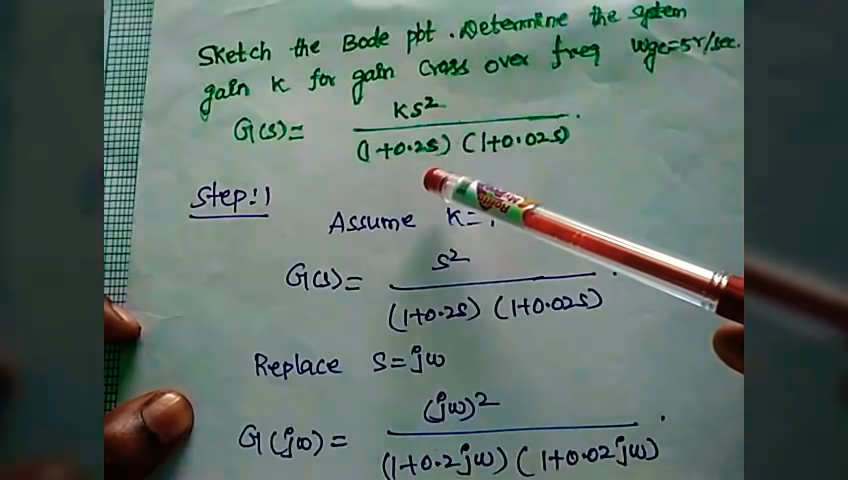 Sketch the Bode plot. Determine the system
gain K for gain cross over freq wgc=5r/sec.
G(s)= KS² / (1+0.2S) (1+0.02S).
Step:1
Assume K=
G(s)= S² / (1+0.2S) (1+0.02S).
Replace S=jω
G(jω)= (jω)² / (1+0.2jω) (1+0.02jω).